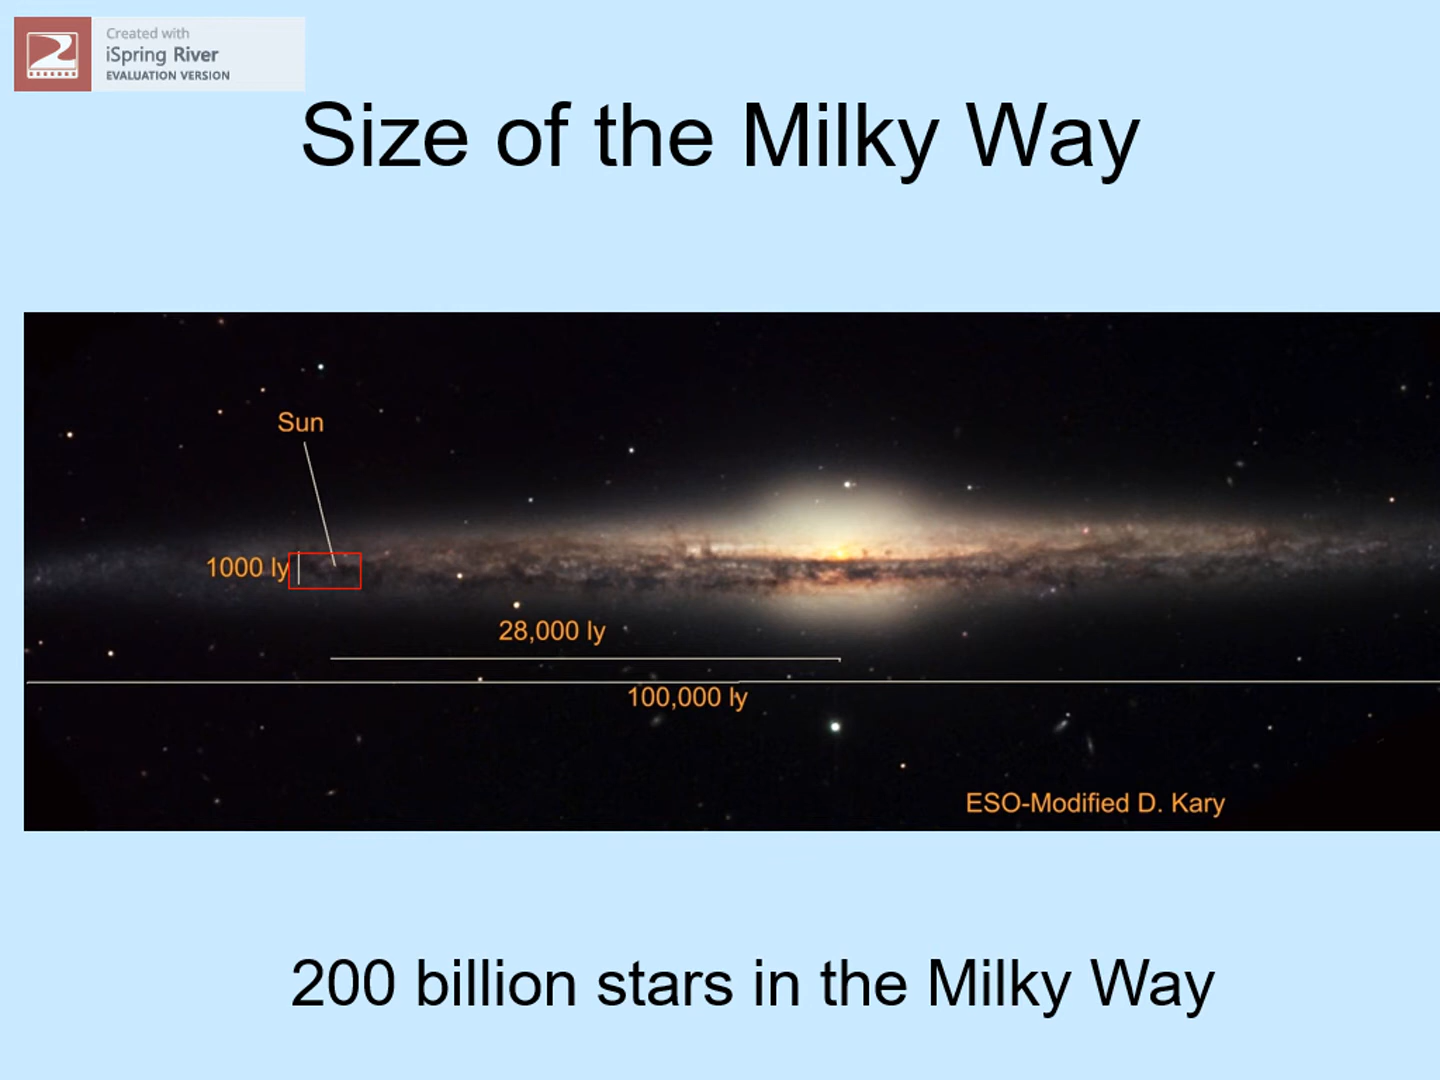 Created with
iSpring River
EVALUATION VERSION
Size of the Milky Way
Sun
1000 ly
28,000 ly
100,000 ly
ESO-Modified D. Kary
200 billion stars in the Milky Way